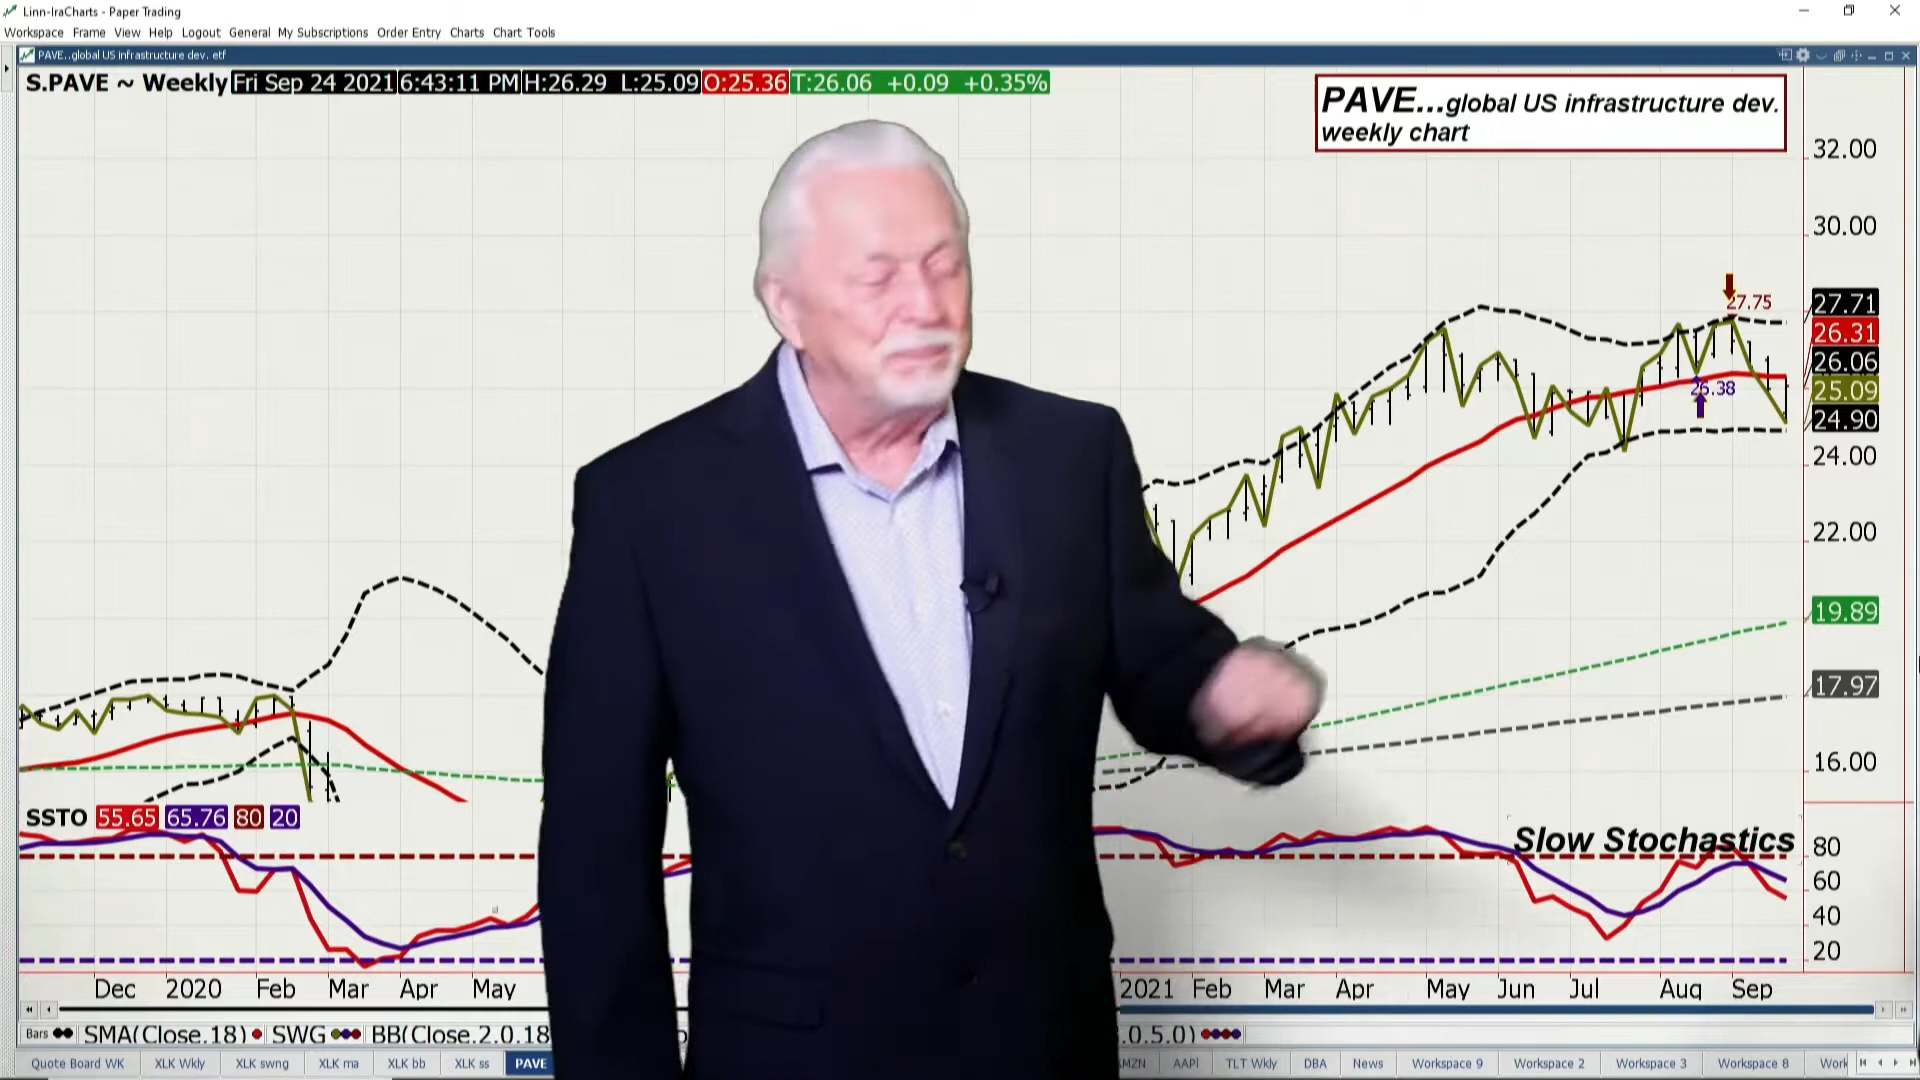 Linn-IraCharts - Paper Trading
Workspace Frame View Help Logout General My Subscriptions Order Entry Charts Chart Tools
PAVE..global US infrastructure dev. etf
S.PAVE ~ Weekly Fri Sep 24 2021 6:43:11 PM H:26.29 L:25.09 O:25.36 T:26.06 +0.09 +0.35%
PAVE...global US infrastructure dev.
weekly chart
32.00
30.00
27.75
27.71
26.31
26.06
26.38
25.09
24.90
24.00
22.00
19.89
17.97
16.00
SSTO 55.65 65.76 80 20
Slow Stochastics
80
60
40
20
Dec 2020 Feb Mar Apr May 2021 Feb Mar Apr May Jun Jul Aug Sep
Bars SMA(Close.18) SWG BB(Close.2.0.18 .0.5.0)
Quote Board WK XLK Wkly XLK swng XLK ma XLK bb XLK ss PAVE MZN AAPl TLT Wkly DBA News Workspace 9 Workspace 2 Workspace 3 Workspace 8 Work